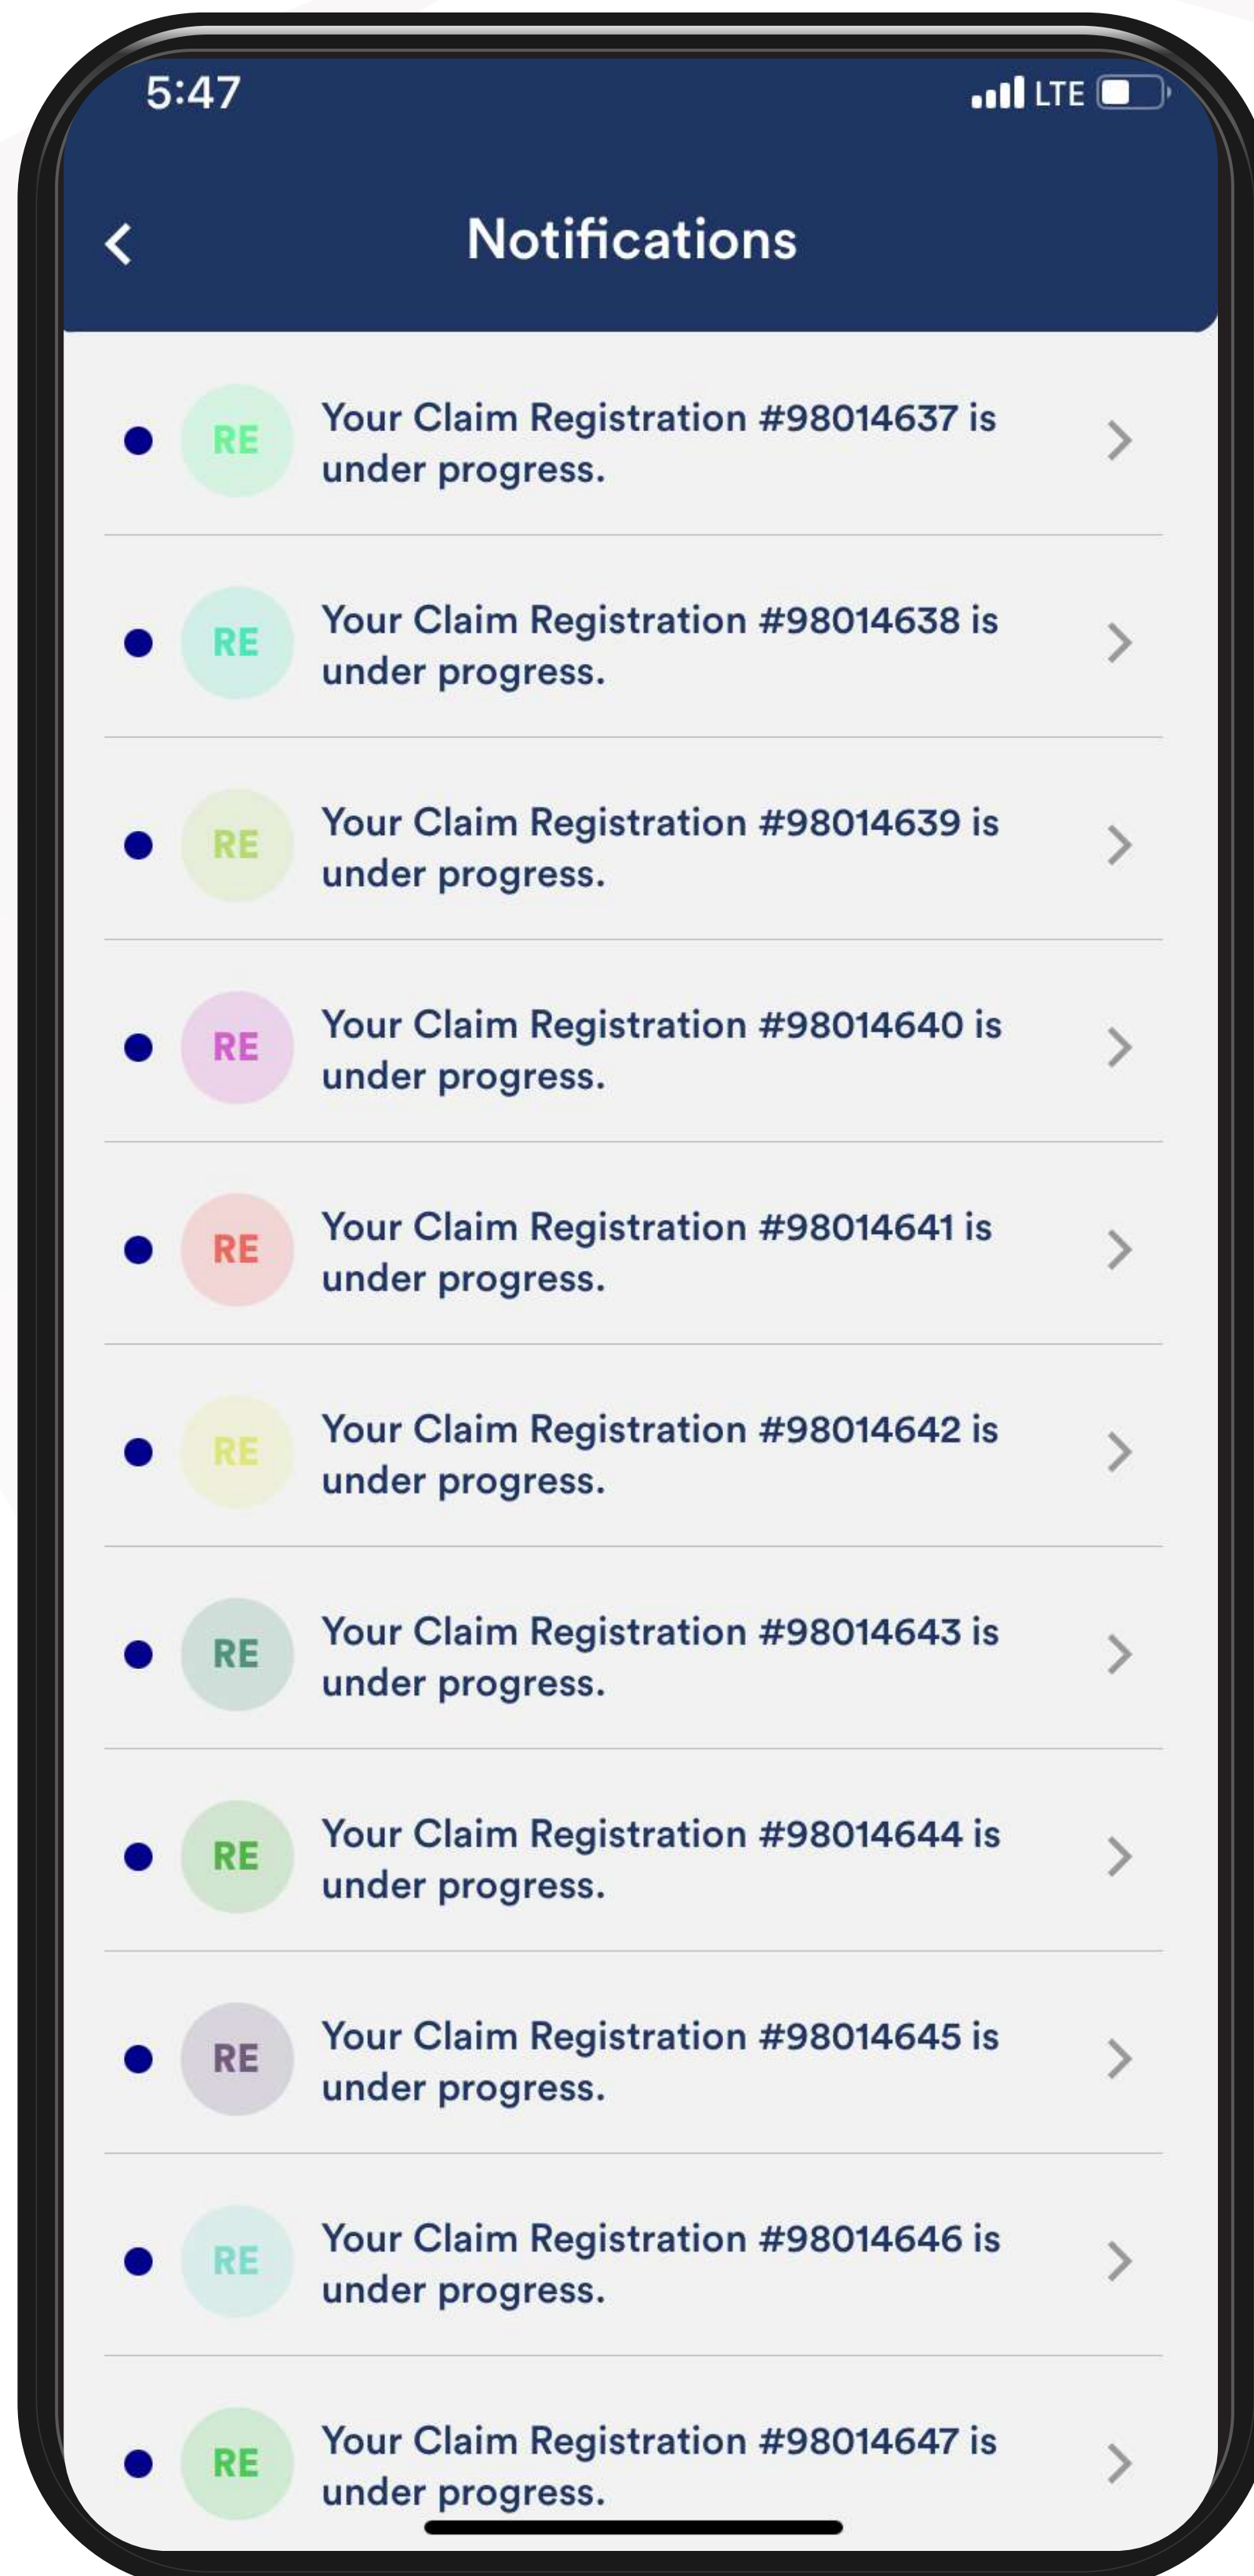 5:47
LTE
Notifications
RE
Your Claim Registration #98014637 is
under progress.
RE
Your Claim Registration #98014638 is
under progress.
RE
Your Claim Registration #98014639 is
under progress.
RE
Your Claim Registration #98014640 is
under progress.
RE
Your Claim Registration #98014641 is
under progress.
RE
Your Claim Registration #98014642 is
under progress.
RE
Your Claim Registration #98014643 is
under progress.
RE
Your Claim Registration #98014644 is
under progress.
RE
Your Claim Registration #98014645 is
under progress.
RE
Your Claim Registration #98014646 is
under progress.
RE
Your Claim Registration #98014647 is
under progress.